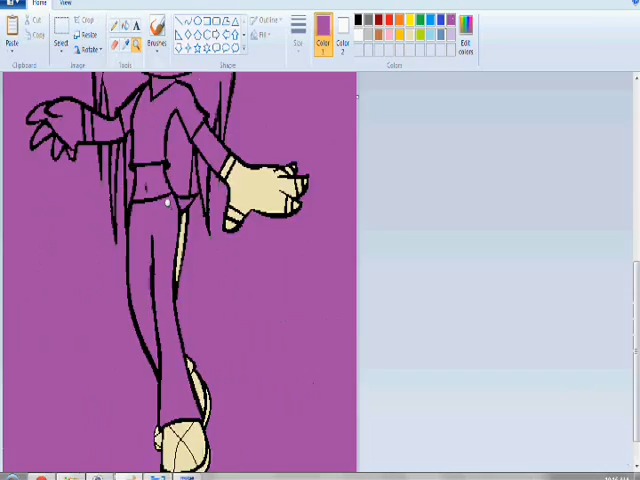 Home View
Paste
Cut
Copy
Clipboard
Select
Crop
Resize
Rotate
Image
Tools
Brushes
Shape
Size
Outline
Fill
Color 1
Color 2
Edit colors
Colors